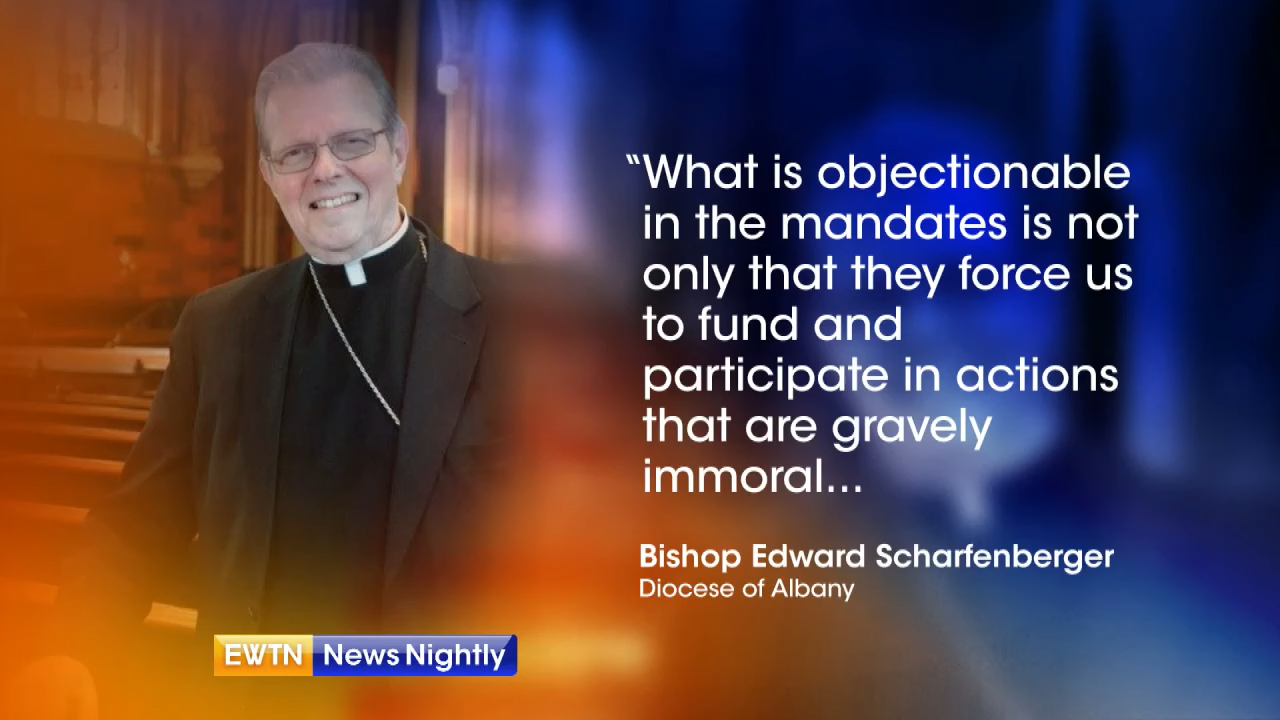 “What is objectionable
in the mandates is not
only that they force us
to fund and
participate in actions
that are gravely
immoral...
Bishop Edward Scharfenberger
Diocese of Albany
EWTN News Nightly